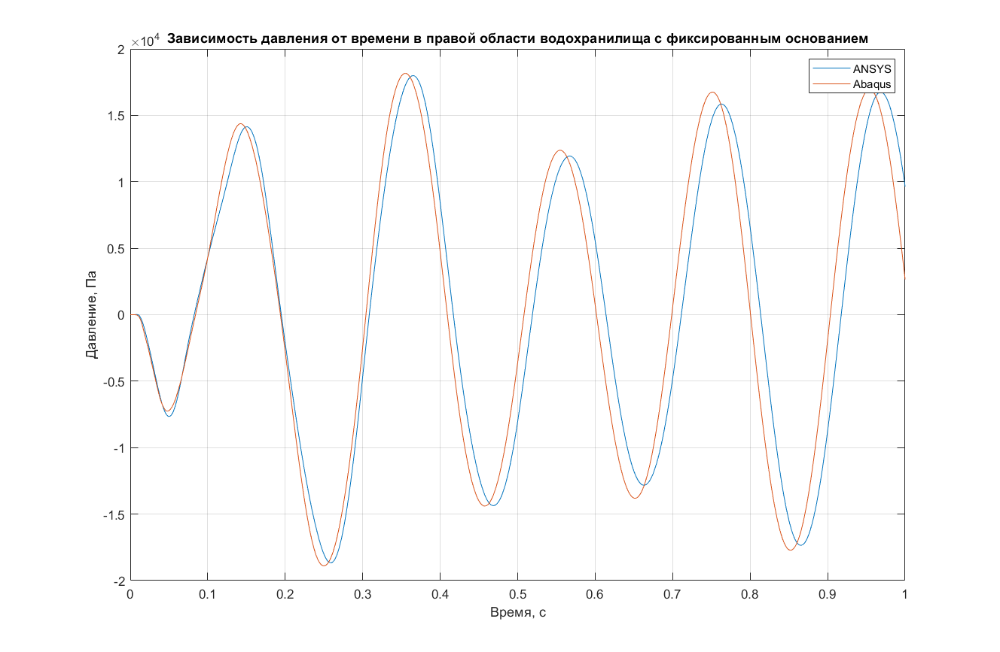 ×10⁴ Зависимость давления от времени в правой области водохранилища с фиксированным основанием
ANSYS
Abaqus
2
1.5
1
0.5
0
-0.5
-1
-1.5
-2
Давление, Па
0 0.1 0.2 0.3 0.4 0.5 0.6 0.7 0.8 0.9 1
Время, с